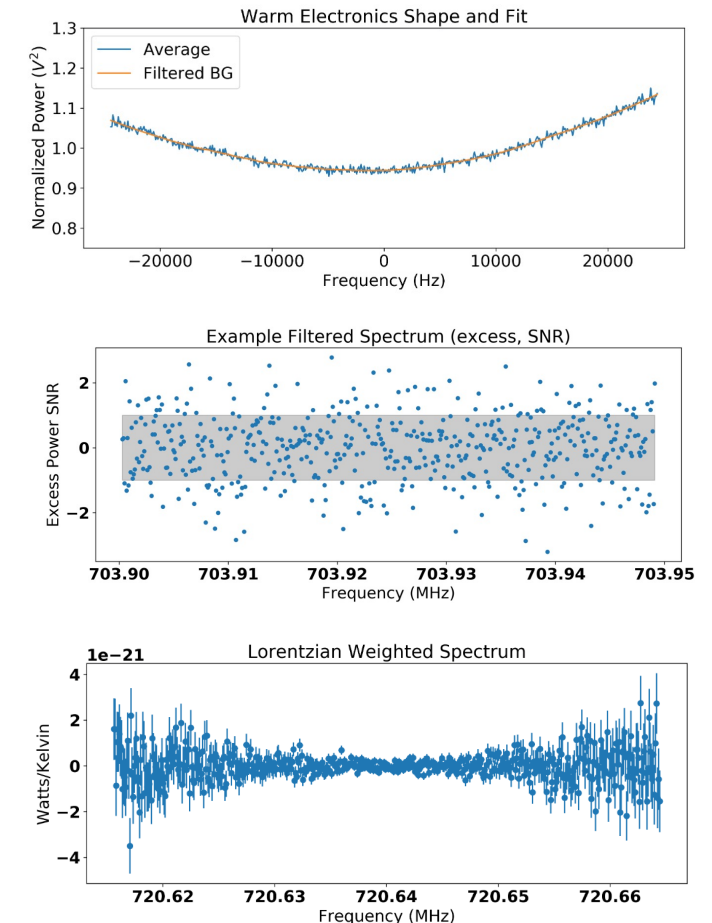 Warm Electronics Shape and Fit
Normalized Power (V²)
1.3
1.2
1.1
1.0
0.9
0.8
Average
Filtered BG
−20000 −10000 0 10000 20000
Frequency (Hz)
Example Filtered Spectrum (excess, SNR)
Excess Power SNR
2
0
−2
703.90 703.91 703.92 703.93 703.94 703.95
Frequency (MHz)
1e−21 Lorentzian Weighted Spectrum
Watts/Kelvin
4
2
0
−2
−4
720.62 720.63 720.64 720.65 720.66
Frequency (MHz)